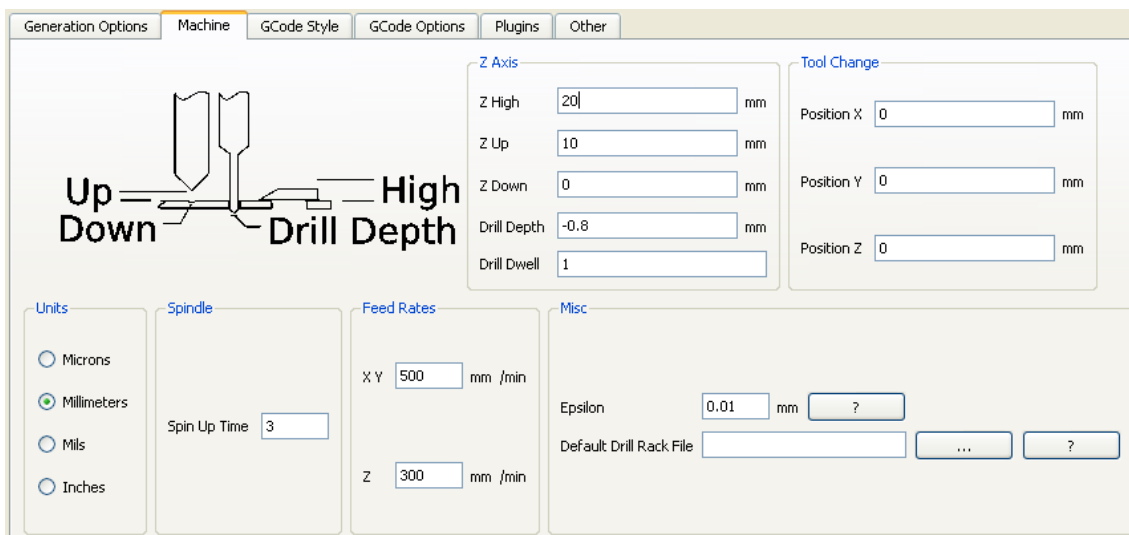 Generation Options Machine GCode Style GCode Options Plugins Other
Z Axis
Z High 20 mm
Z Up 10 mm
Z Down 0 mm
Drill Depth -0.8 mm
Drill Dwell 1
Tool Change
Position X 0 mm
Position Y 0 mm
Position Z 0 mm
Up High
Down Drill Depth
Units
Microns
Millimeters
Mils
Inches
Spindle
Spin Up Time 3
Feed Rates
X Y 500 mm /min
Z 300 mm /min
Misc
Epsilon 0.01 mm ?
Default Drill Rack File ... ?